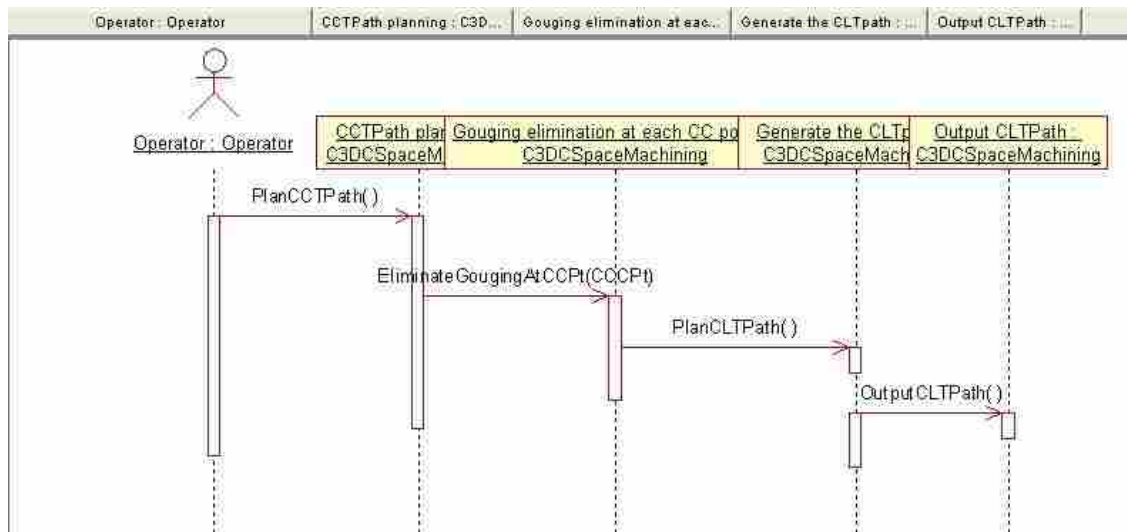 Operator : Operator
CCTPath planning : C3D...
Gouging elimination at eac...
Generate the CLTpath : ...
Output CLTPath : ...
Operator : Operator
CCTPath plan
C3DCSpaceM
Gouging elimination at each CC po
C3DCSpaceMachining
Generate the CLTp
C3DCSpaceMach
Output CLTPath :
C3DCSpaceMachining
PlanCCTPath( )
EliminateGougingAtCCPt(CCCPt)
PlanCLTPath( )
OutputCLTPath( )